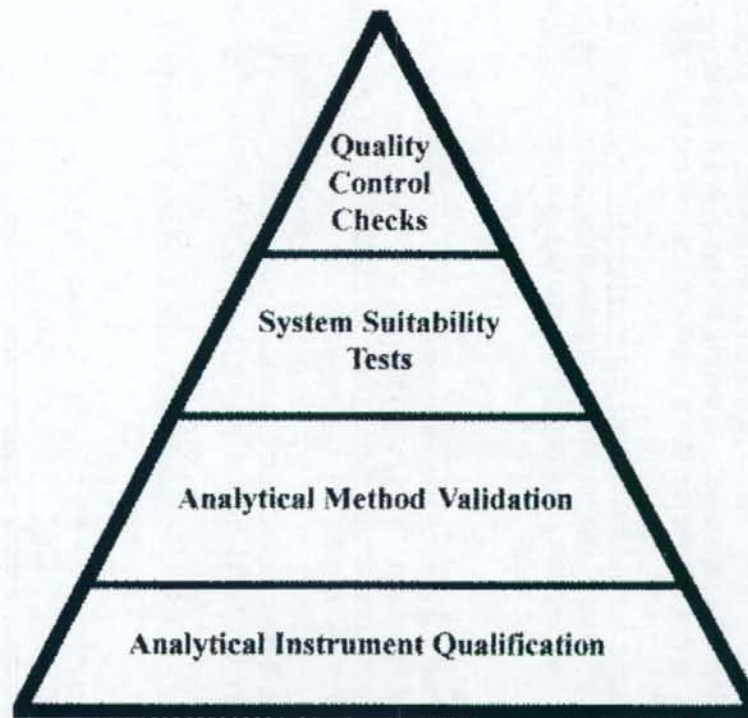 Quality
Control
Checks
System Suitability
Tests
Analytical Method Validation
Analytical Instrument Qualification